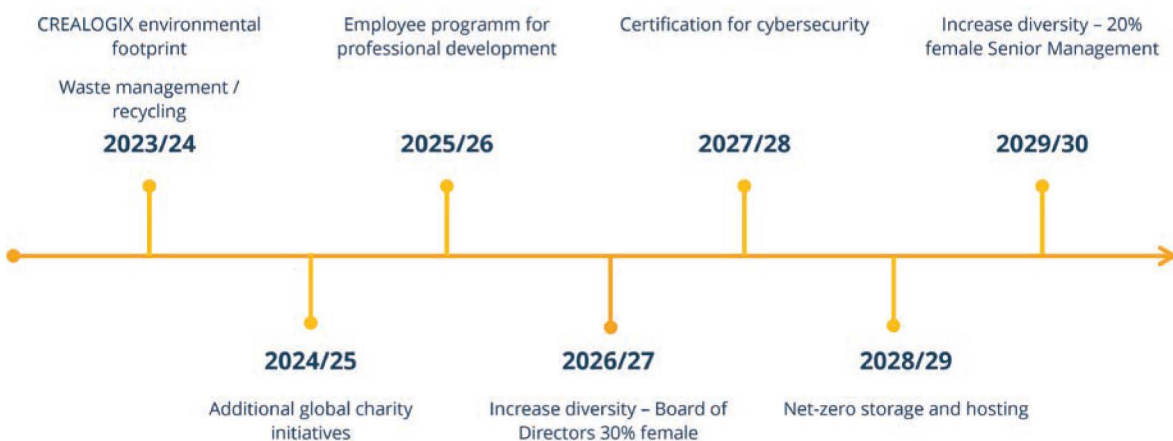 CREALOGIX environmental
footprint
Waste management /
recycling
2023/24
Employee programm for
professional development
2025/26
Certification for cybersecurity
2027/28
Increase diversity – 20%
female Senior Management
2029/30
2024/25
Additional global charity
initiatives
2026/27
Increase diversity – Board of
Directors 30% female
2028/29
Net-zero storage and hosting